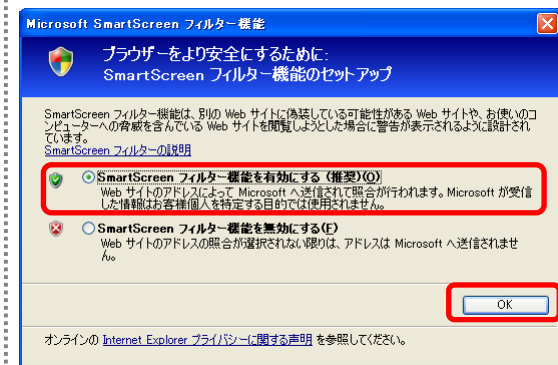 Microsoft SmartScreen フィルター機能
ブラウザーをより安全にするために:
SmartScreen フィルター機能のセットアップ
SmartScreen フィルター機能は、別の Web サイトに偽装している可能性がある Web サイトや、お使いのコ
ンピューターへの脅威を含んでいる Web サイトを閲覧しようとした場合に警告が表示されるように設計され
ています。
SmartScreen フィルターの説明
SmartScreen フィルター機能を有効にする (推奨)(O)
Web サイトのアドレスによって Microsoft へ送信されて照合が行われます。Microsoft が受信
した情報はお客様個人を特定する目的では使用されません。
SmartScreen フィルター機能を無効にする(F)
Web サイトのアドレスの照合が選択されない限りは、アドレスは Microsoft へ送信されませ
ん。
OK
オンラインの Internet Explorer プライバシーに関する声明 を参照してください。